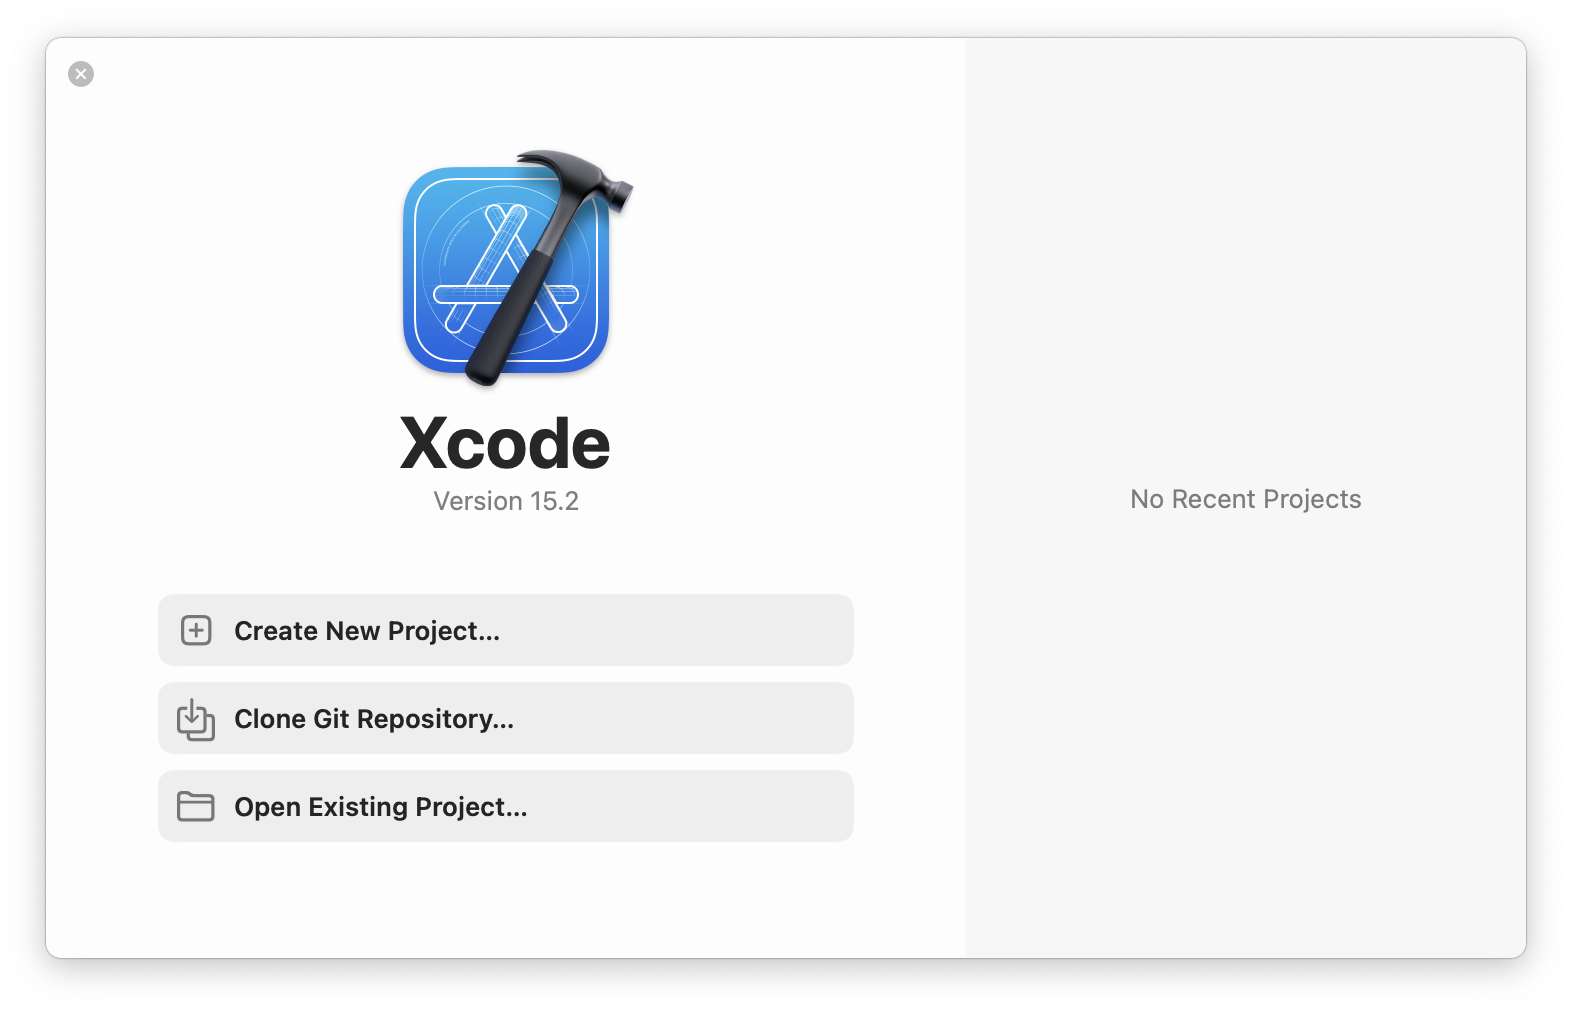 Xcode
Version 15.2
Create New Project...
Clone Git Repository...
Open Existing Project...
No Recent Projects